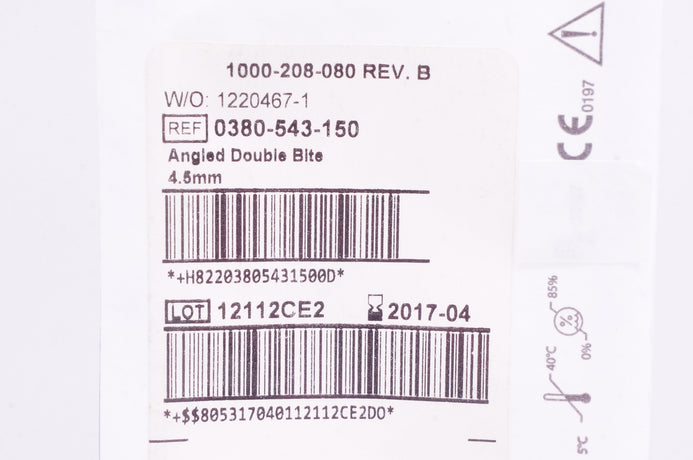 1000-208-080 REV. B
W/O: 1220467-1
REF 0380-543-150
Angled Double Bite
4.5mm
*+H82203805431500D*
LOT 12112CE2 2017-04
*+$$805317040112112CE2DO*
CE 0197
85%
%
0%
40°C
5°C